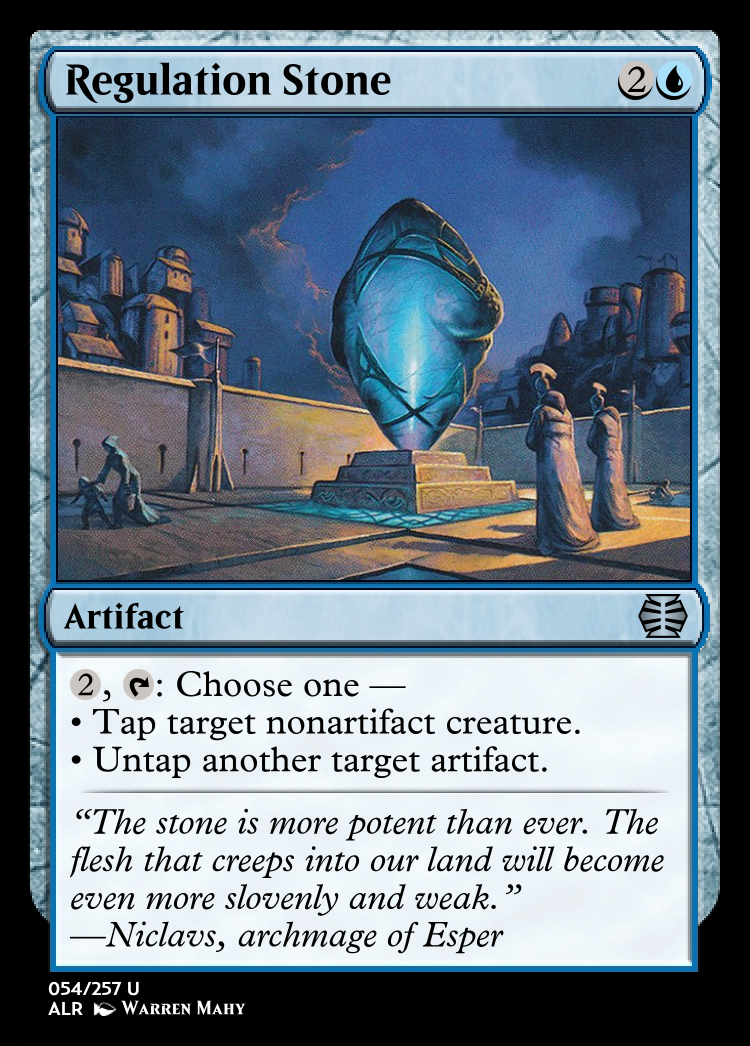 Regulation Stone 2
Artifact
2, : Choose one —
• Tap target nonartifact creature.
• Untap another target artifact.
“The stone is more potent than ever. The
flesh that creeps into our land will become
even more slovenly and weak.”
—Niclavs, archmage of Esper
054/257 U
ALR Warren Mahy